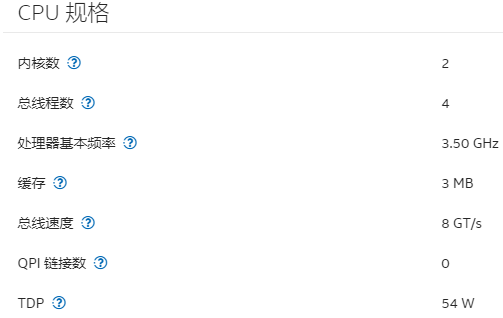 CPU 规格
内核数 2
总线程数 4
处理器基本频率 3.50 GHz
缓存 3 MB
总线速度 8 GT/s
QPI 链接数 0
TDP 54 W